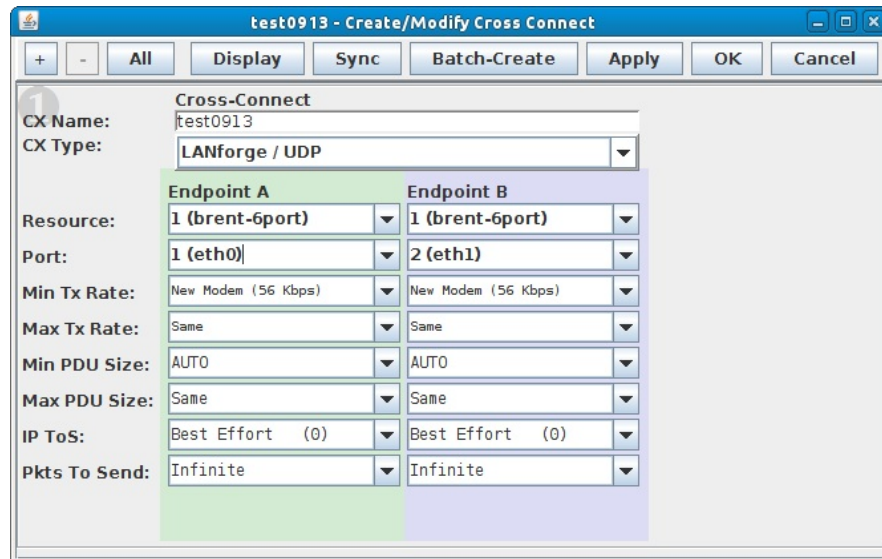 test0913 - Create/Modify Cross Connect
+ - All Display Sync Batch-Create Apply OK Cancel
1
Cross-Connect
CX Name: test0913
CX Type: LANforge / UDP
Endpoint A Endpoint B
Resource: 1 (brent-6port) 1 (brent-6port)
Port: 1 (eth0) 2 (eth1)
Min Tx Rate: New Modem (56 Kbps) New Modem (56 Kbps)
Max Tx Rate: Same Same
Min PDU Size: AUTO AUTO
Max PDU Size: Same Same
IP ToS: Best Effort (0) Best Effort (0)
Pkts To Send: Infinite Infinite